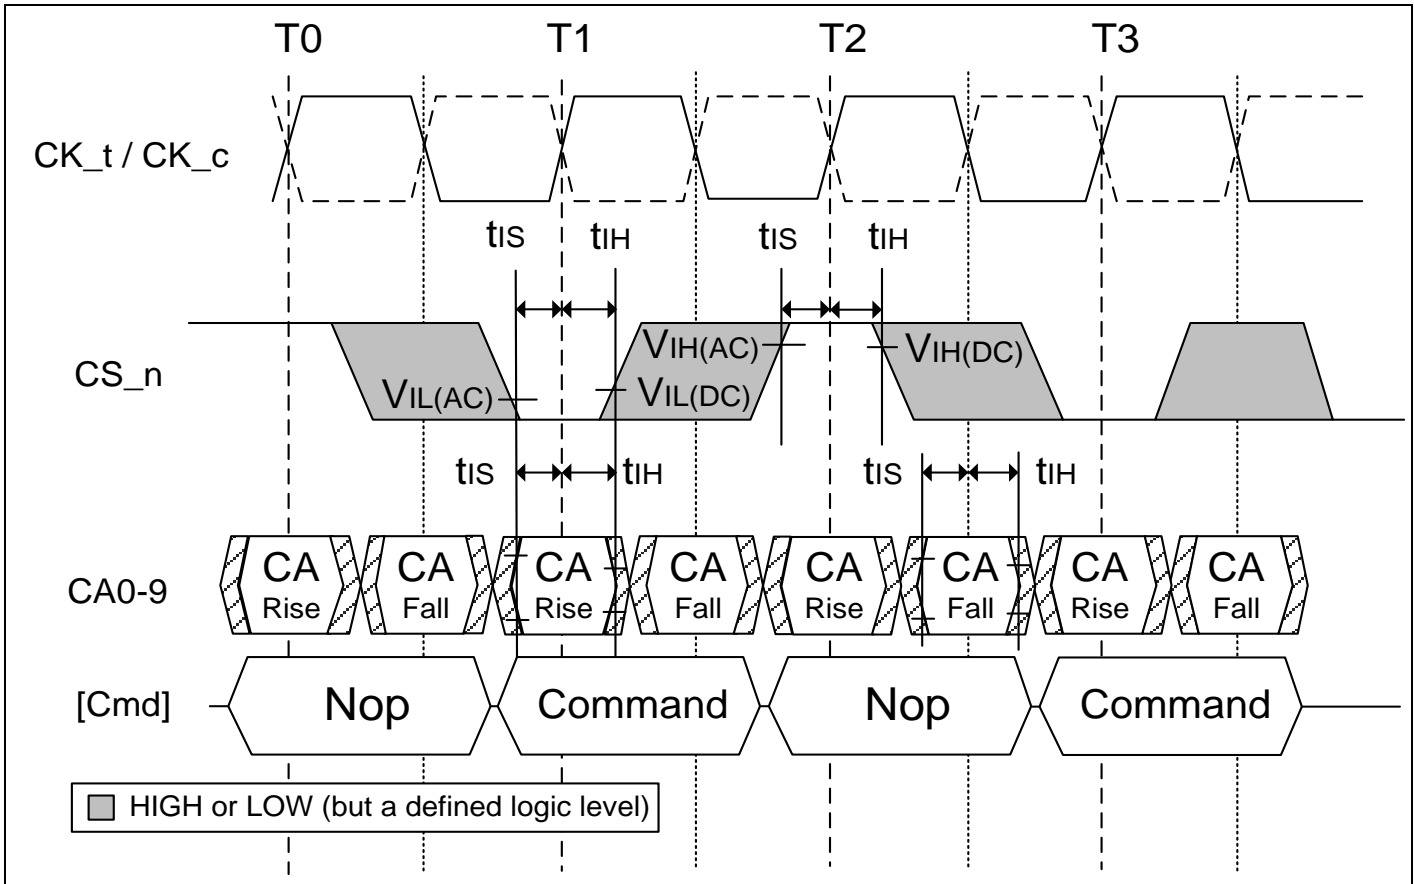 T0 T1 T2 T3
CK_t / CK_c
tIS tIH tIS tIH
CS_n
VIH(AC) VIH(DC)
VIL(AC) VIL(DC)
tIS tIH tIS tIH
CA0-9
CA CA CA CA CA CA CA CA
Rise Fall Rise Fall Rise Fall Rise Fall
[Cmd] Nop Command Nop Command
HIGH or LOW (but a defined logic level)